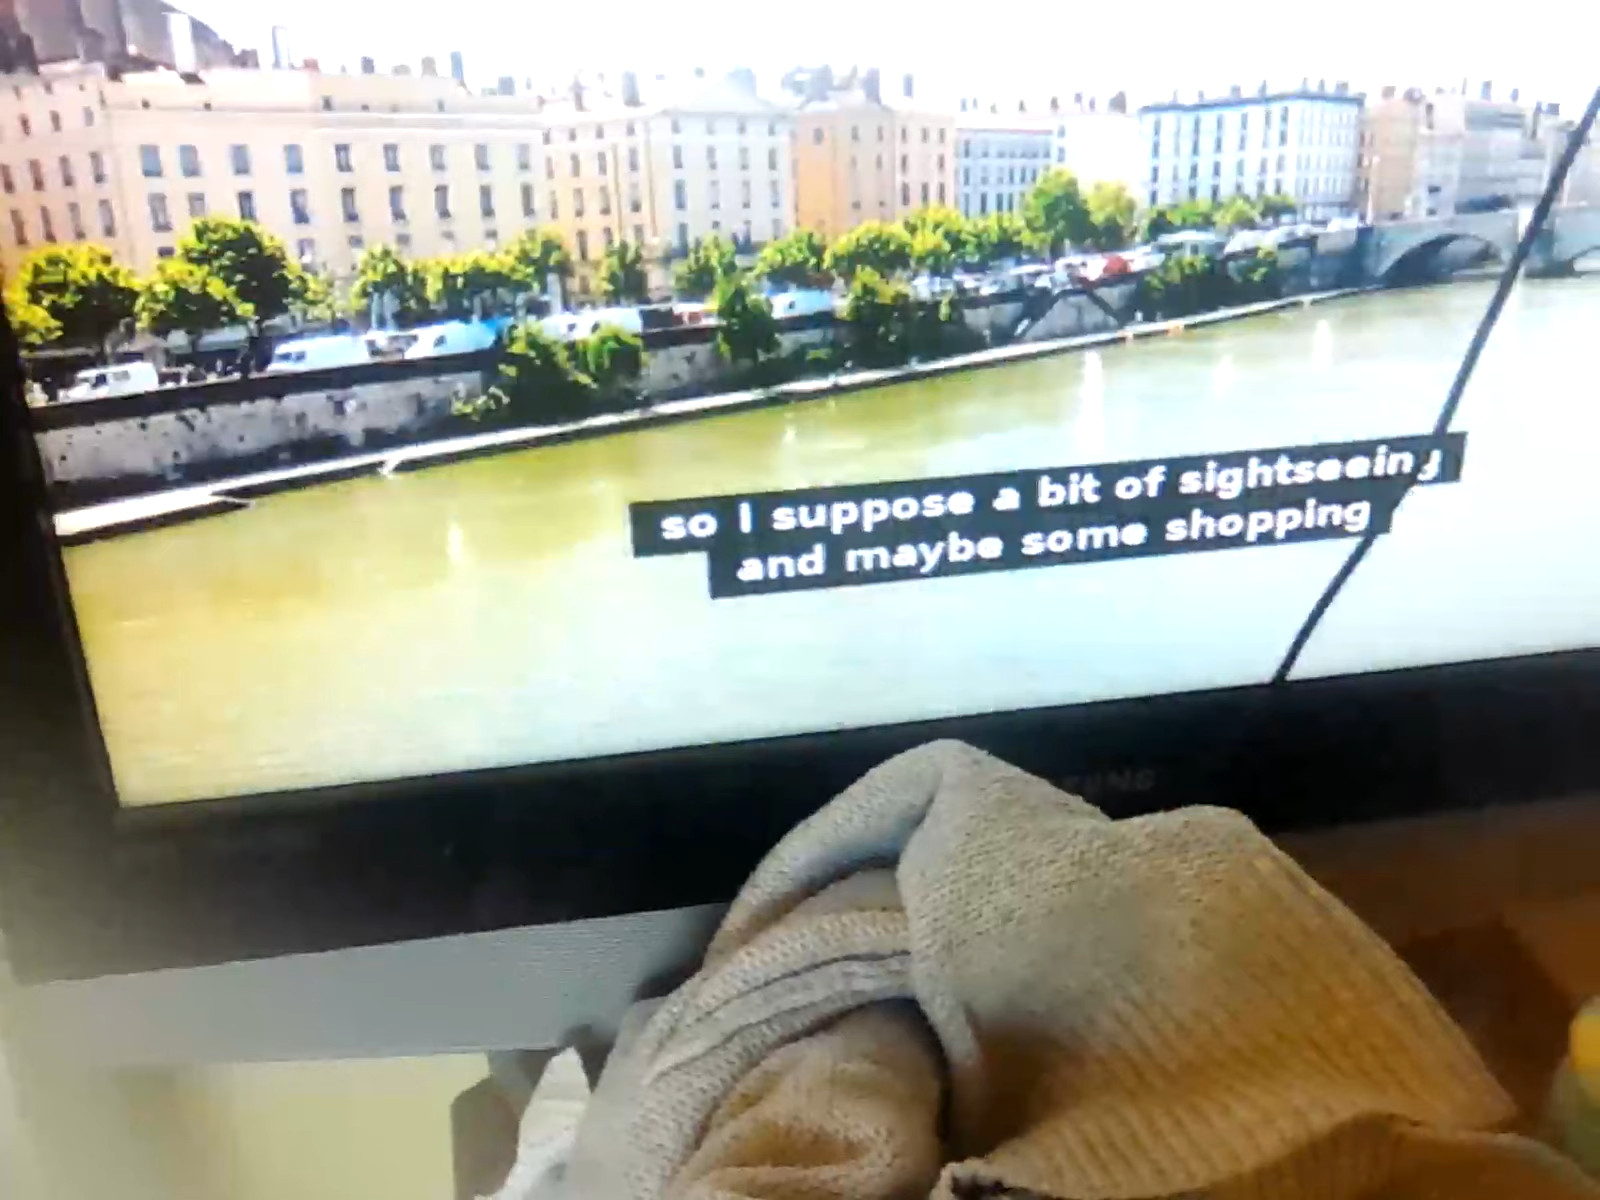 so I suppose a bit of sightseeing
and maybe some shopping